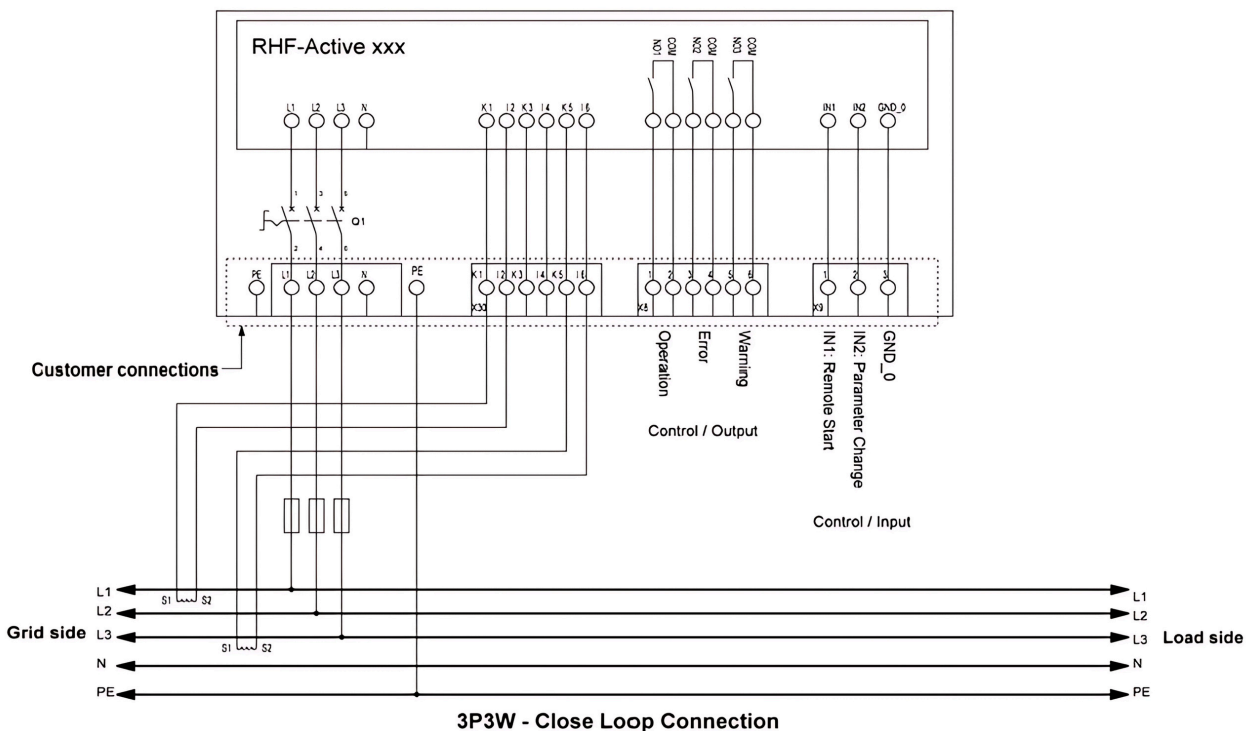 RHF-Active xxx
NO1 COM NO2 COM NO3 COM
L1 L2 L3 N K1 I2 K3 I4 K5 I6 IN1 IN2 GND_0
1 3 5
Q1
2 4 6
PE L1 L2 L3 N PE K1 I2 K3 I4 K5 I6 1 2 3 4 5 6 1 2 3
X30 X8 X9
Customer connections
Operation
Error
Warning
IN1: Remote Start
IN2: Parameter Change
GND_0
Control / Output
Control / Input
L1 S1 S2 L1
L2 L2
Grid side L3 S1 S2 L3 Load side
N N
PE PE
3P3W - Close Loop Connection